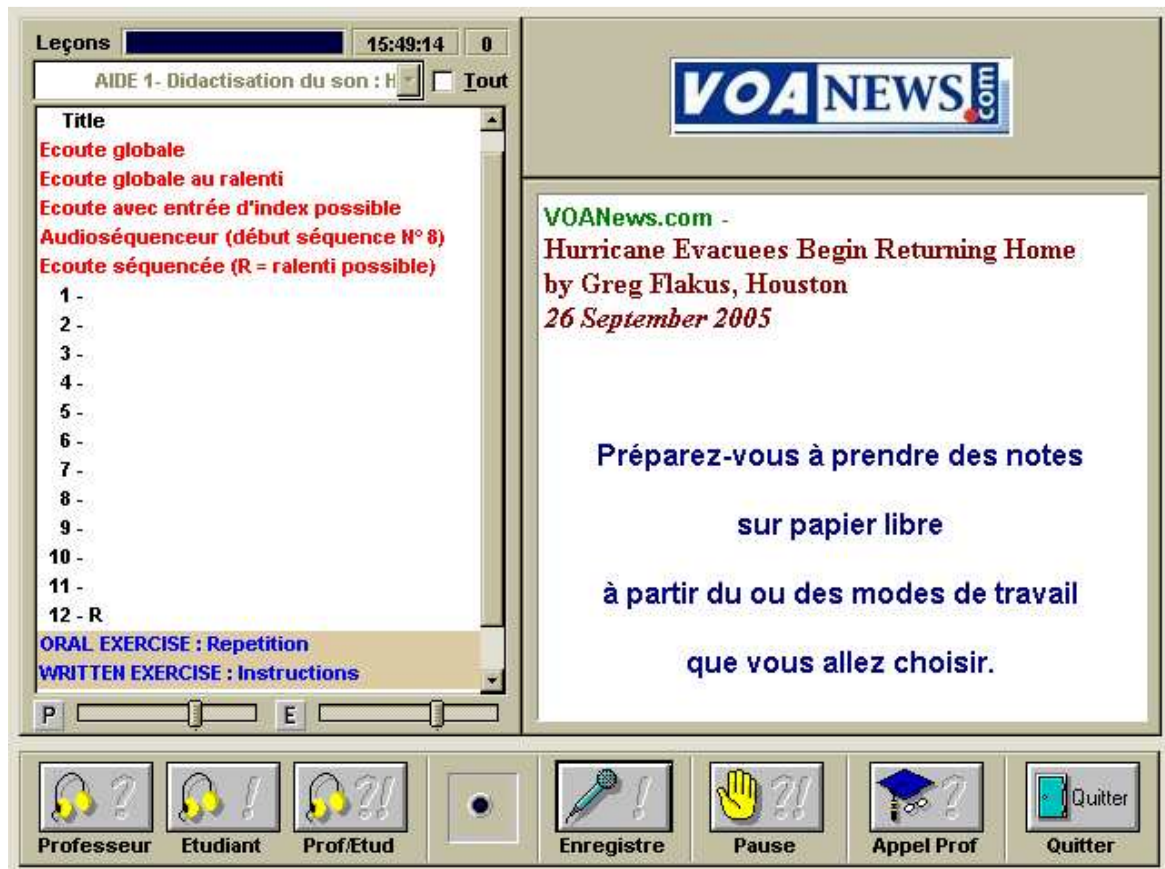 Leçons 15:49:14 0
AIDE 1- Didactisation du son : H Tout
Title
Ecoute globale
Ecoute globale au ralenti
Ecoute avec entrée d'index possible
Audioséquenceur (début séquence N° 8)
Ecoute séquencée (R = ralenti possible)
1 -
2 -
3 -
4 -
5 -
6 -
7 -
8 -
9 -
10 -
11 -
12 - R
ORAL EXERCISE : Repetition
WRITTEN EXERCISE : Instructions
P E
VOA NEWS.com
VOANews.com -
Hurricane Evacuees Begin Returning Home
by Greg Flakus, Houston
26 September 2005
Préparez-vous à prendre des notes
sur papier libre
à partir du ou des modes de travail
que vous allez choisir.
? ! ?! ! ?! ? Quitter
Professeur Etudiant Prof/Etud Enregistre Pause Appel Prof Quitter